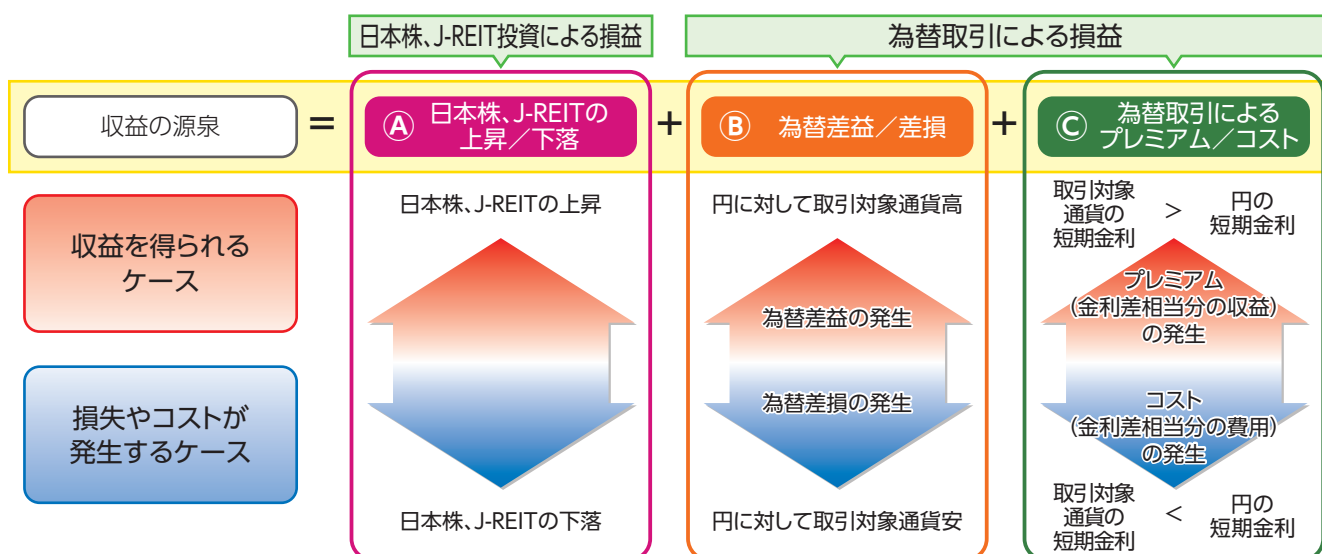 日本株、J-REIT投資による損益
為替取引による損益
収益の源泉
=
Ⓐ
日本株、J-REITの
上昇／下落
+
Ⓑ
為替差益／差損
+
Ⓒ
為替取引による
プレミアム／コスト
収益を得られる
ケース
日本株、J-REITの上昇
円に対して取引対象通貨高
取引対象
通貨の
短期金利
>
円の
短期金利
為替差益の発生
プレミアム
（金利差相当分の収益）
の発生
損失やコストが
発生するケース
為替差損の発生
コスト
（金利差相当分の費用）
の発生
日本株、J-REITの下落
円に対して取引対象通貨安
取引対象
通貨の
短期金利
<
円の
短期金利